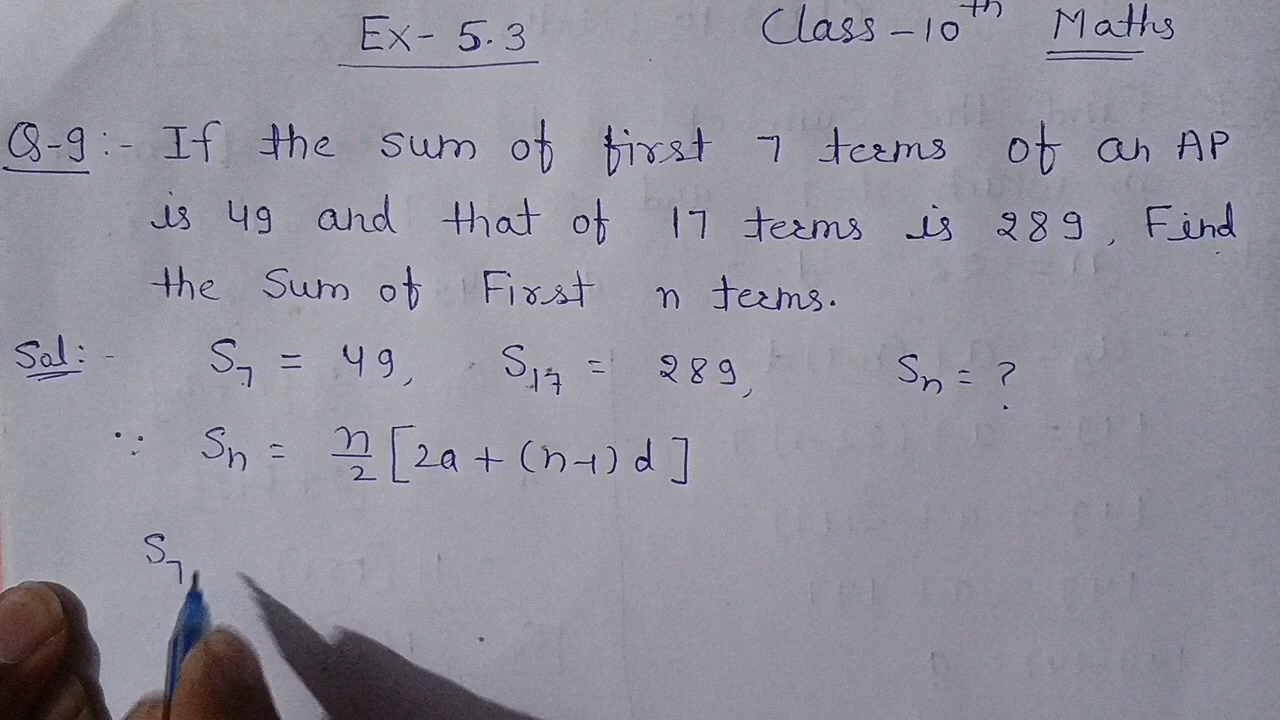 Ex- 5.3 Class - 10th Maths
Q-9:- If the sum of first 7 terms of an AP
is 49 and that of 17 terms is 289, Find
the Sum of First n terms.
Sol:- S₇ = 49, S₁₇ = 289, Sₙ = ?
∵ Sₙ = n/2 [2a + (n-1) d]
S₇